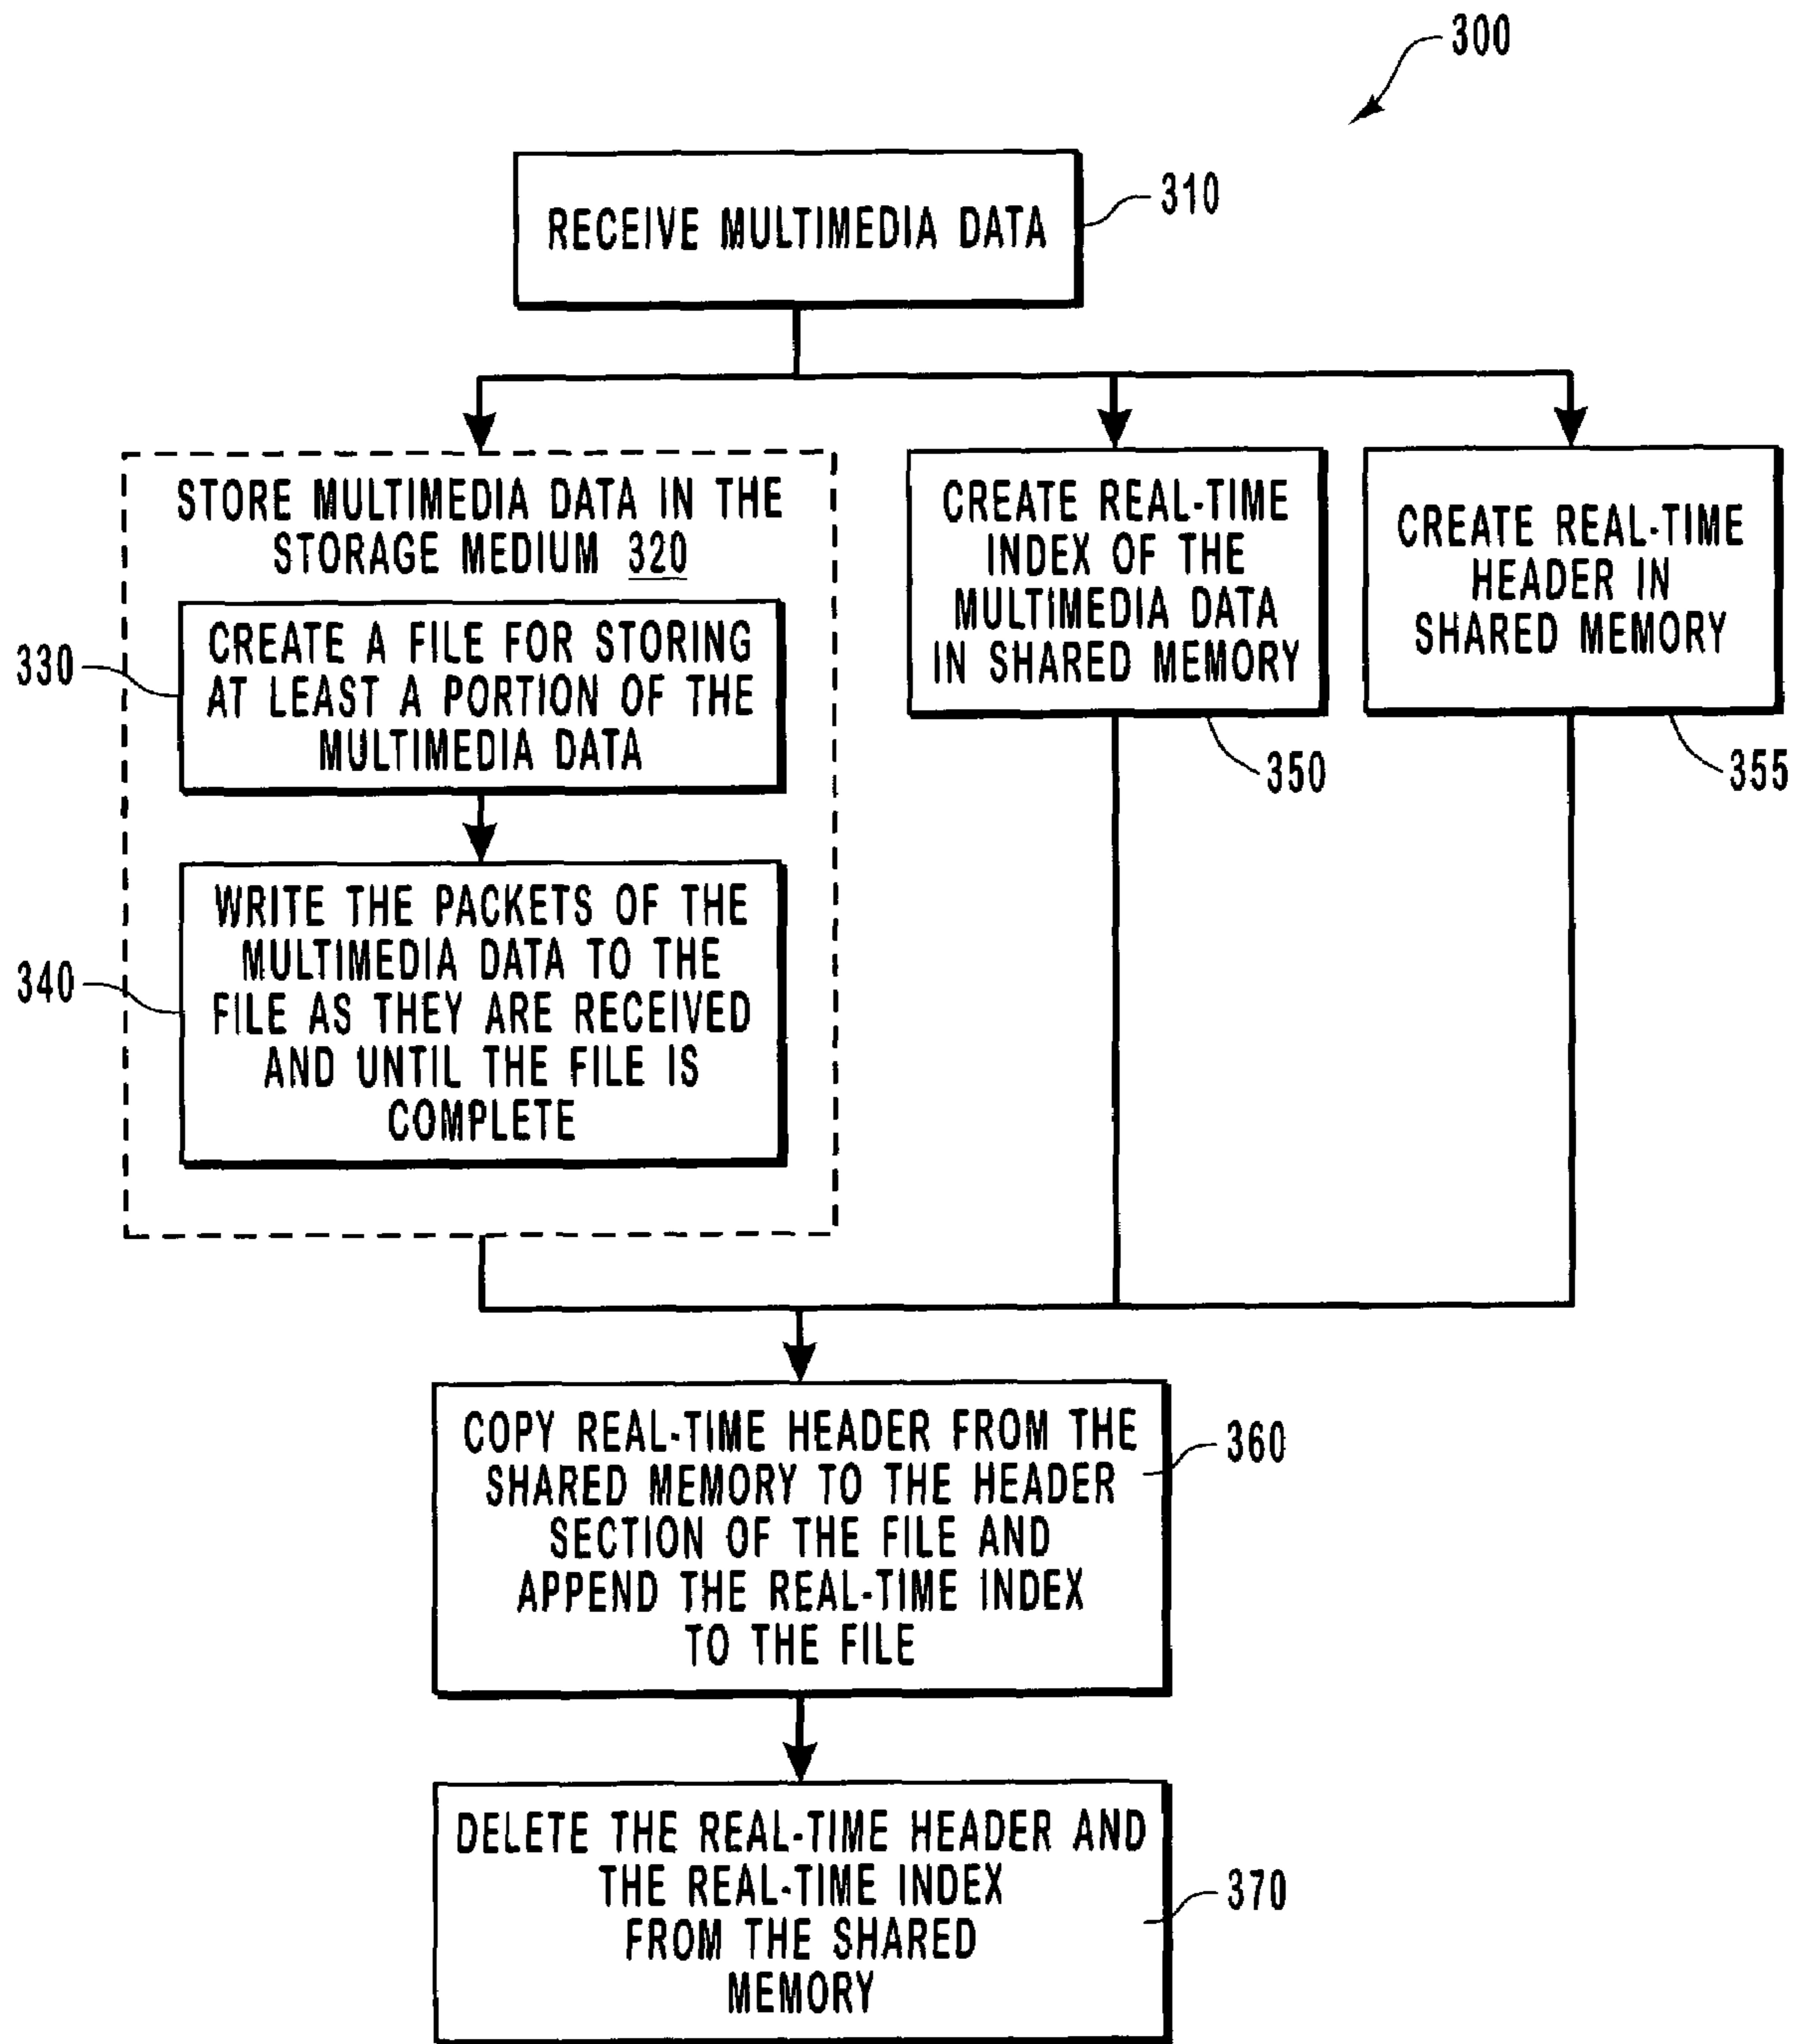 300
RECEIVE MULTIMEDIA DATA
310
STORE MULTIMEDIA DATA IN THE
STORAGE MEDIUM 320
330
CREATE A FILE FOR STORING
AT LEAST A PORTION OF THE
MULTIMEDIA DATA
340
WRITE THE PACKETS OF THE
MULTIMEDIA DATA TO THE
FILE AS THEY ARE RECEIVED
AND UNTIL THE FILE IS
COMPLETE
CREATE REAL-TIME
INDEX OF THE
MULTIMEDIA DATA
IN SHARED MEMORY
350
CREATE REAL-TIME
HEADER IN
SHARED MEMORY
355
COPY REAL-TIME HEADER FROM THE
SHARED MEMORY TO THE HEADER
SECTION OF THE FILE AND
APPEND THE REAL-TIME INDEX
TO THE FILE
360
DELETE THE REAL-TIME HEADER AND
THE REAL-TIME INDEX
FROM THE SHARED
MEMORY
370